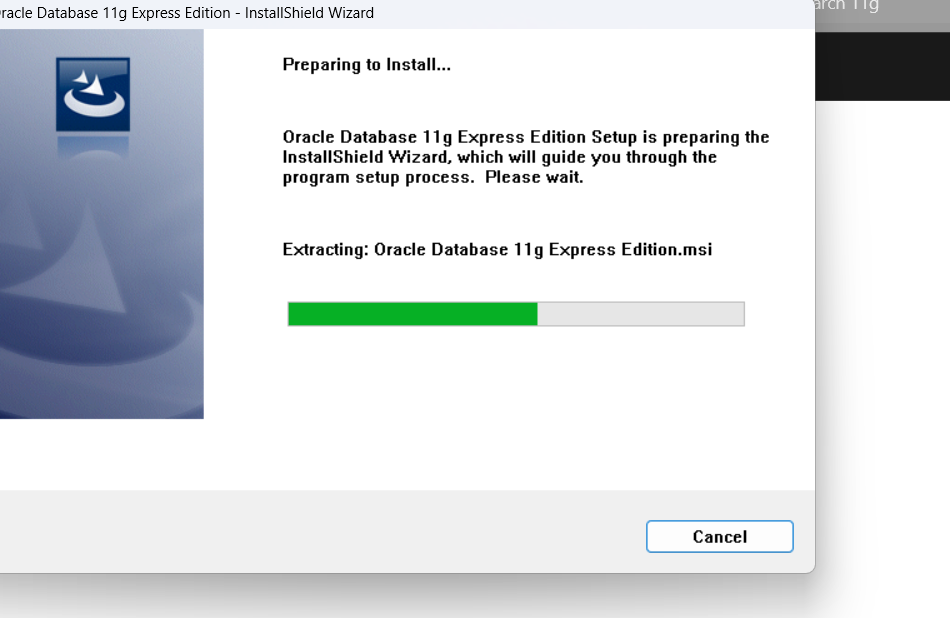 racle Database 11g Express Edition - InstallShield Wizard
arch 11g
Preparing to Install...
Oracle Database 11g Express Edition Setup is preparing the
InstallShield Wizard, which will guide you through the
program setup process.  Please wait.
Extracting: Oracle Database 11g Express Edition.msi
Cancel